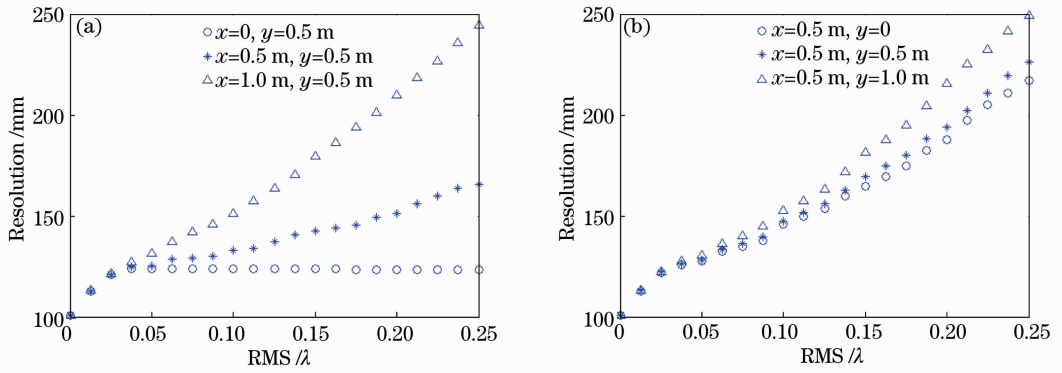 (a)
x=0, y=0.5 m
x=0.5 m, y=0.5 m
x=1.0 m, y=0.5 m
250
200
150
100
Resolution /mm
0 0.05 0.10 0.15 0.20 0.25
RMS /λ
(b)
x=0.5 m, y=0
x=0.5 m, y=0.5 m
x=0.5 m, y=1.0 m
250
200
150
100
Resolution /mm
0 0.05 0.10 0.15 0.20 0.25
RMS /λ